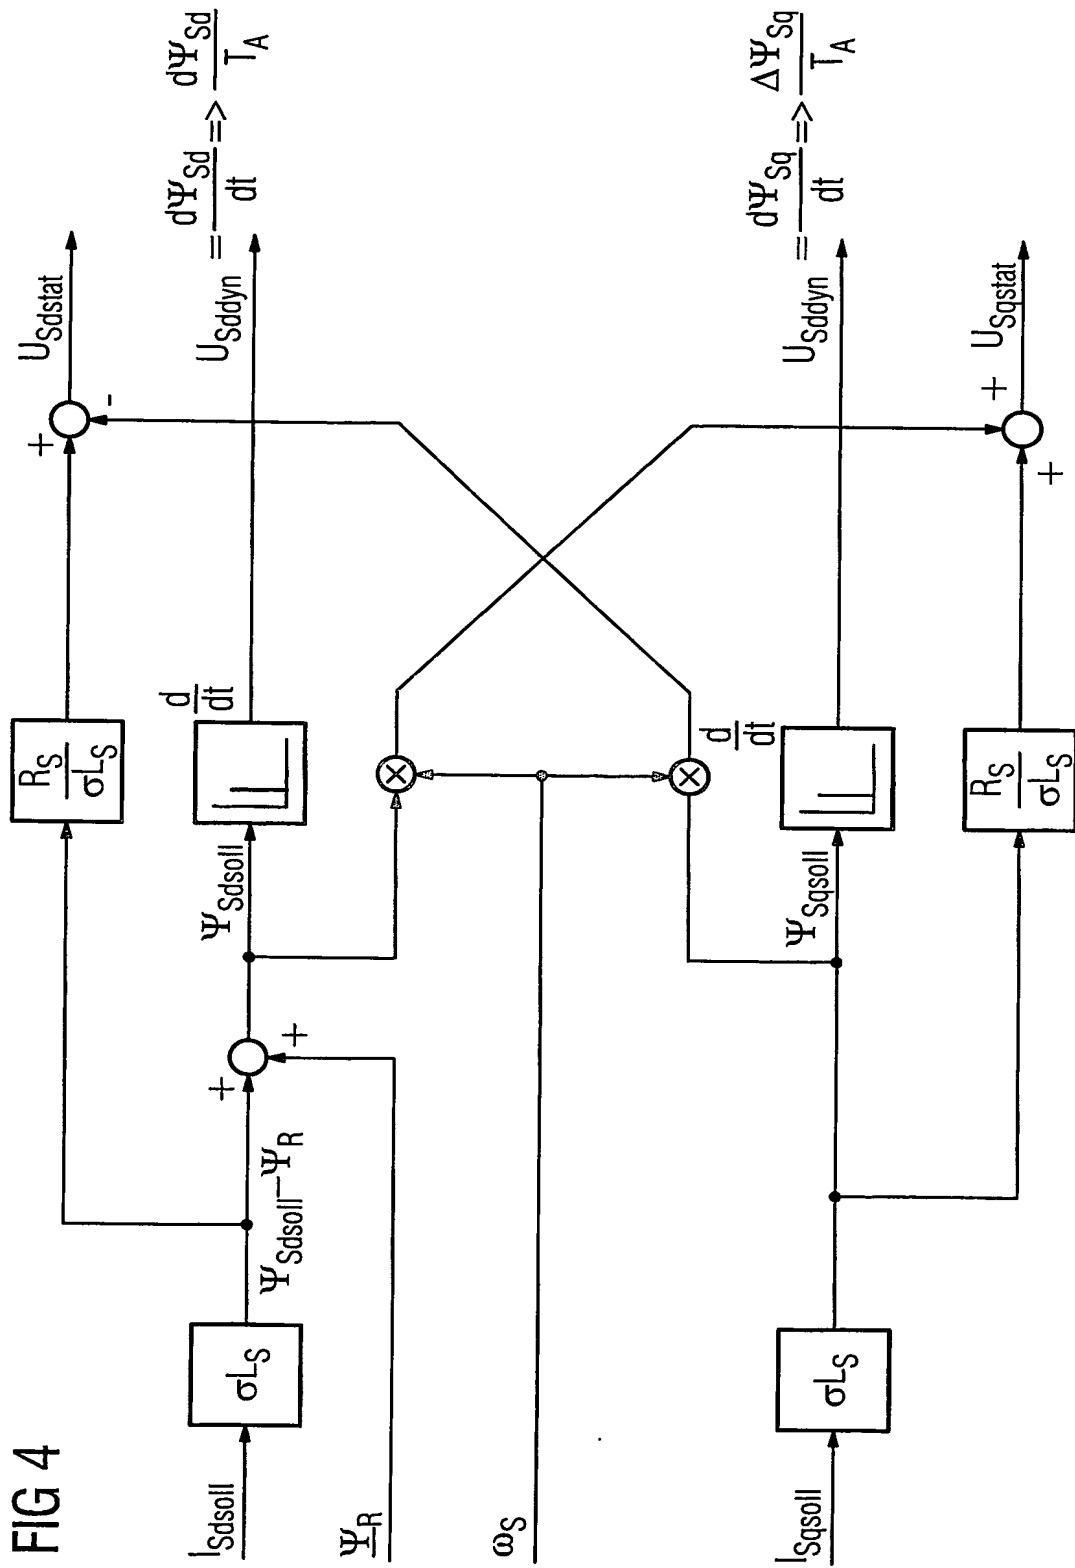 FIG 4
I_Sdsoll
σL_S
Ψ_Sdsoll-Ψ_R
+
+
Ψ_Sdsoll
R_S/σL_S
d/dt
+
-
U_Sdstat
U_Sddyn
= dΨ_Sd/dt => dΨ_Sd/T_A
Ψ_R
ω_S
×
×
I_Sqsoll
σL_S
Ψ_Sqsoll
d/dt
R_S/σL_S
U_Sddyn
= dΨ_Sq/dt => ΔΨ_Sq/T_A
+
+
U_Sqstat